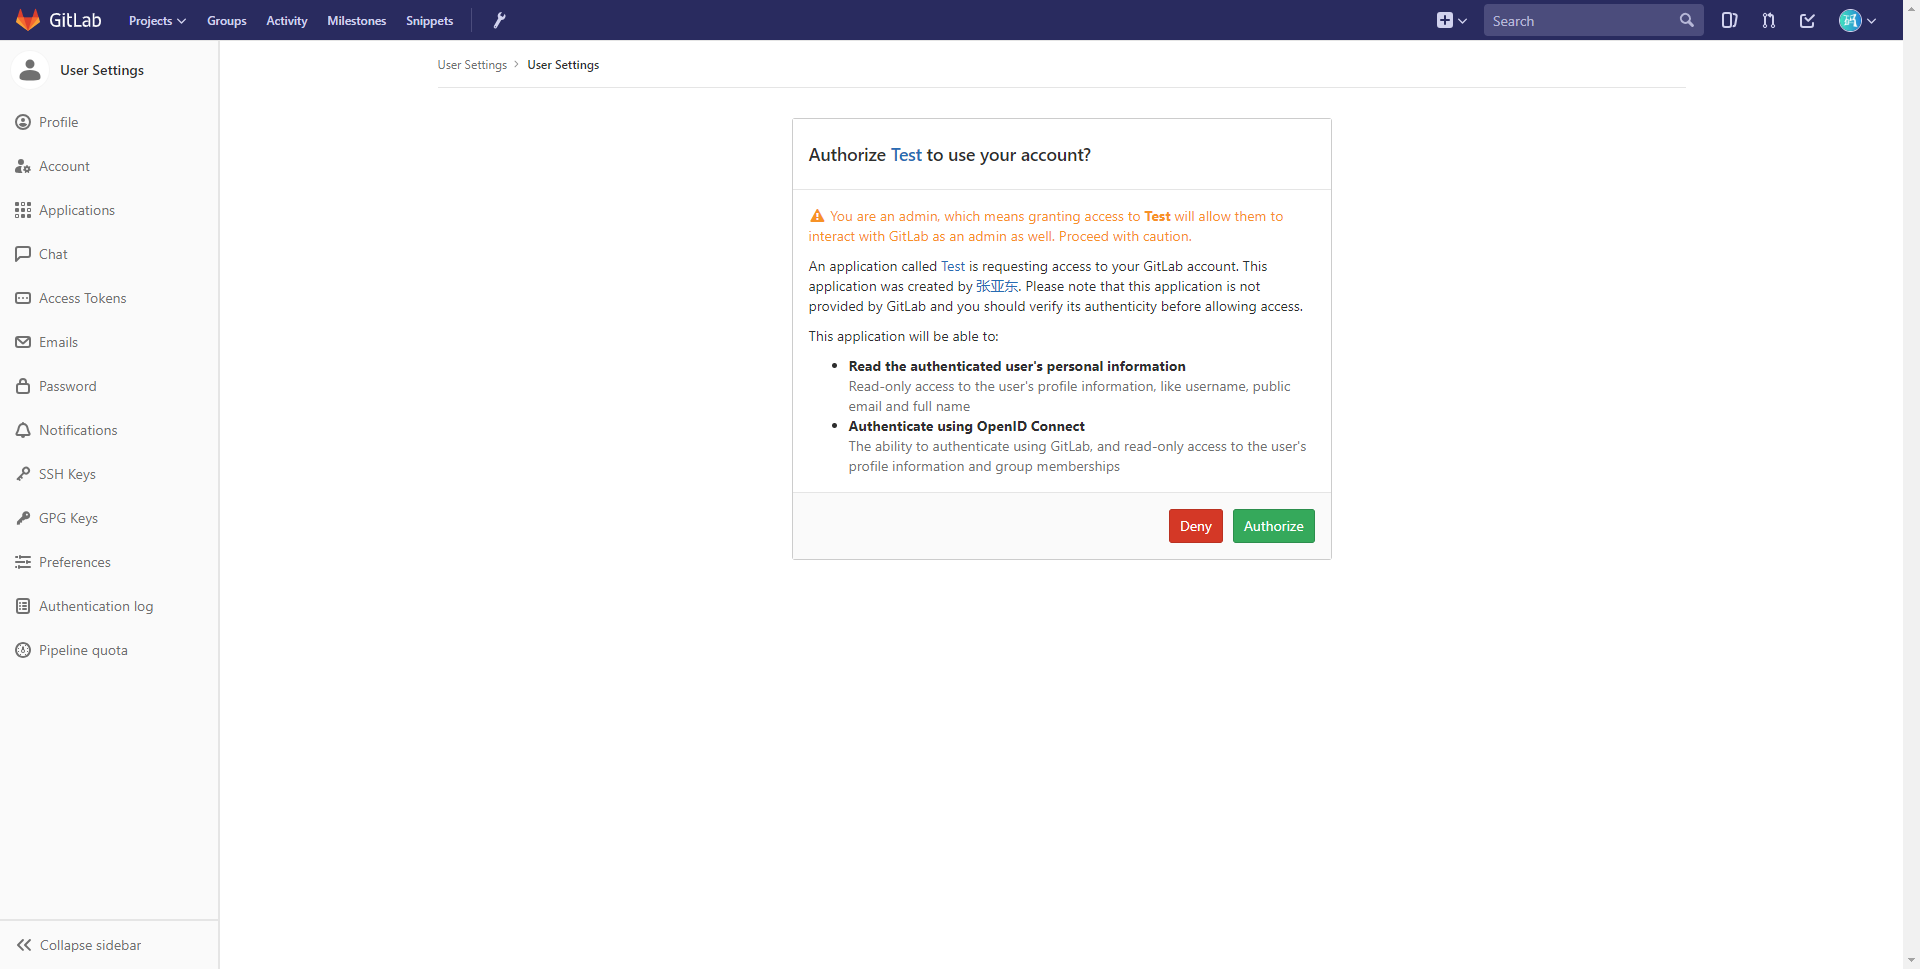 GitLab
Projects
Groups
Activity
Milestones
Snippets
Search
码
User Settings
Profile
Account
Applications
Chat
Access Tokens
Emails
Password
Notifications
SSH Keys
GPG Keys
Preferences
Authentication log
Pipeline quota
Collapse sidebar
User Settings > User Settings
Authorize Test to use your account?
You are an admin, which means granting access to Test will allow them to
interact with GitLab as an admin as well. Proceed with caution.
An application called Test is requesting access to your GitLab account. This
application was created by 张亚东. Please note that this application is not
provided by GitLab and you should verify its authenticity before allowing access.
This application will be able to:
• Read the authenticated user's personal information
Read-only access to the user's profile information, like username, public
email and full name
• Authenticate using OpenID Connect
The ability to authenticate using GitLab, and read-only access to the user's
profile information and group memberships
Deny
Authorize